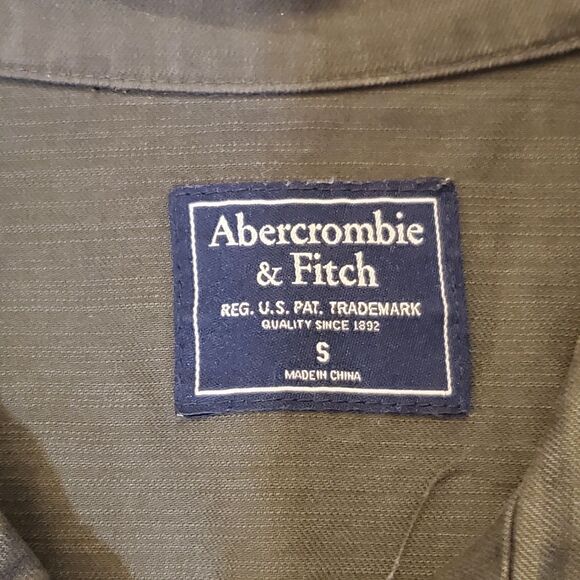 Abercrombie
& Fitch
REG. U.S. PAT. TRADEMARK
QUALITY SINCE 1892
S
MADE IN CHINA